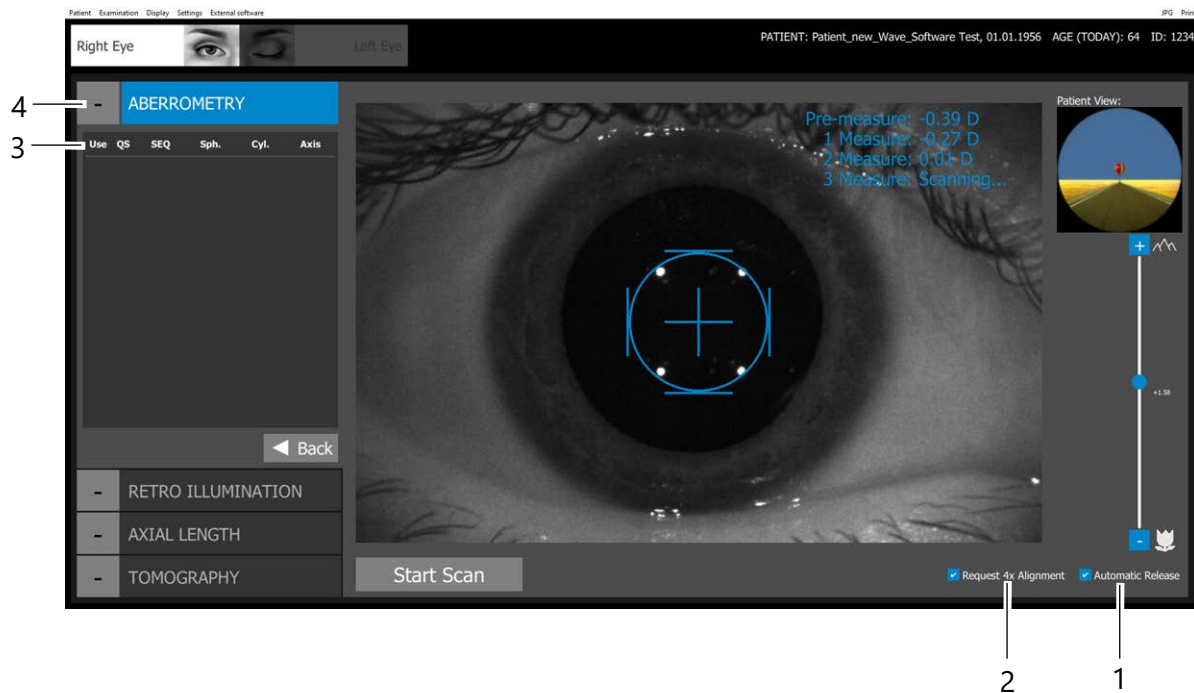 Patient Examination Display Settings External software JPG Print
Right Eye Left Eye PATIENT: Patient_new_Wave_Software Test, 01.01.1956 AGE (TODAY): 64 ID: 1234
4 - ABERROMETRY
Patient View:
3 Use QS SEQ Sph. Cyl. Axis
Pre-measure: -0.39 D
1 Measure: -0.27 D
2 Measure: 0.01 D
3 Measure: Scanning...
+
+1.58
◀ Back
- RETRO ILLUMINATION
- AXIAL LENGTH
-
- TOMOGRAPHY
Start Scan
Request 4x Alignment Automatic Release
2 1